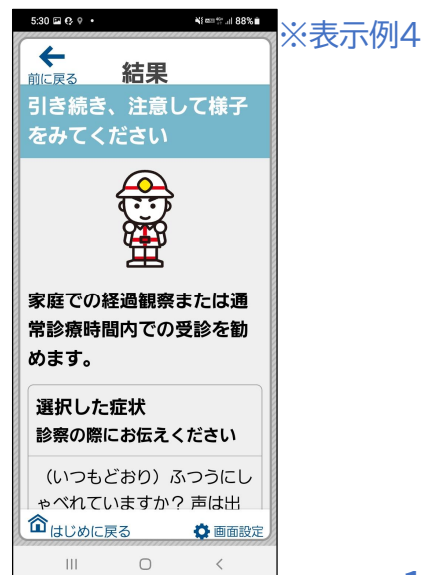 5:30
88%
※表示例4
前に戻る
結果
引き続き、注意して様子
をみてください
家庭での経過観察または通
常診療時間内での受診を勧
めます。
選択した症状
診察の際にお伝えください
（いつもどおり）ふつうにし
ゃべれていますか？ 声は出
はじめに戻る
画面設定